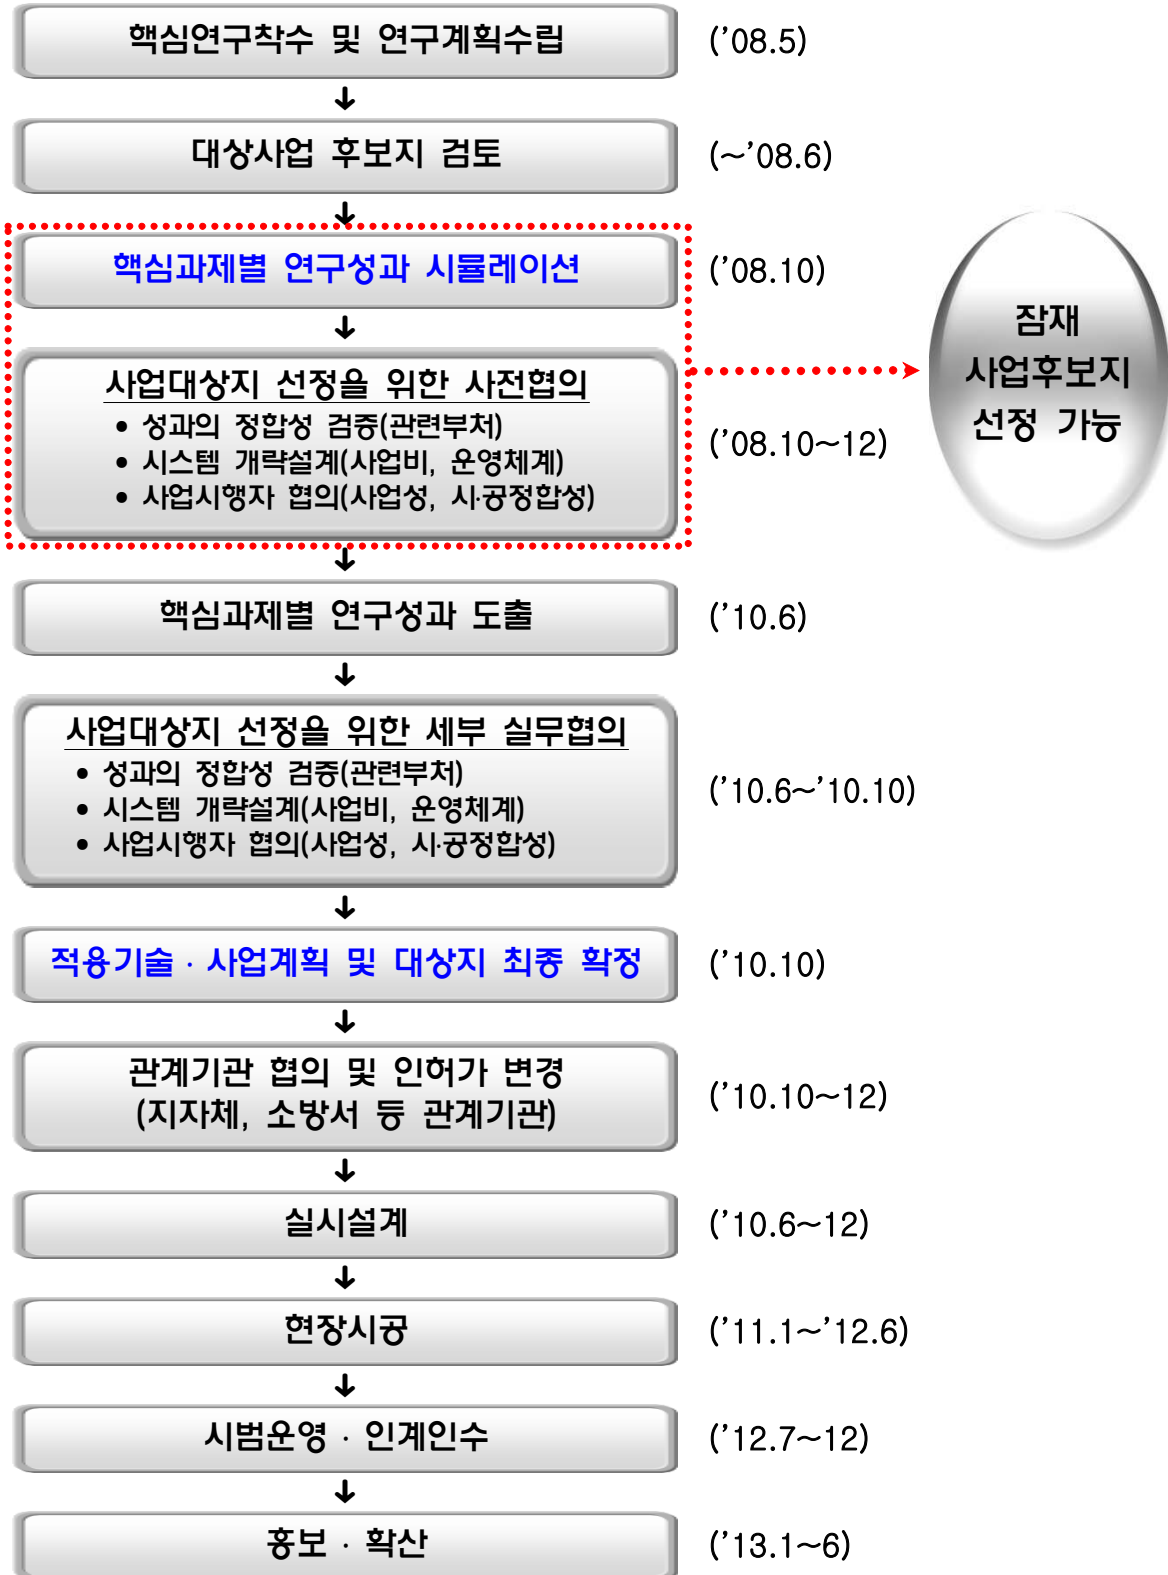 핵심연구착수 및 연구계획수립
(’08.5)
대상사업 후보지 검토
(~’08.6)
핵심과제별 연구성과 시뮬레이션
(’08.10)
사업대상지 선정을 위한 사전협의
• 성과의 정합성 검증(관련부처)
• 시스템 개략설계(사업비, 운영체계)
• 사업시행자 협의(사업성, 시·공정합성)
(’08.10~12)
잠재
사업후보지
선정 가능
핵심과제별 연구성과 도출
(’10.6)
사업대상지 선정을 위한 세부 실무협의
• 성과의 정합성 검증(관련부처)
• 시스템 개략설계(사업비, 운영체계)
• 사업시행자 협의(사업성, 시·공정합성)
(’10.6~’10.10)
적용기술 · 사업계획 및 대상지 최종 확정
(’10.10)
관계기관 협의 및 인허가 변경
(지자체, 소방서 등 관계기관)
(’10.10~12)
실시설계
(’10.6~12)
현장시공
(’11.1~’12.6)
시범운영 · 인계인수
(’12.7~12)
홍보 · 확산
(’13.1~6)